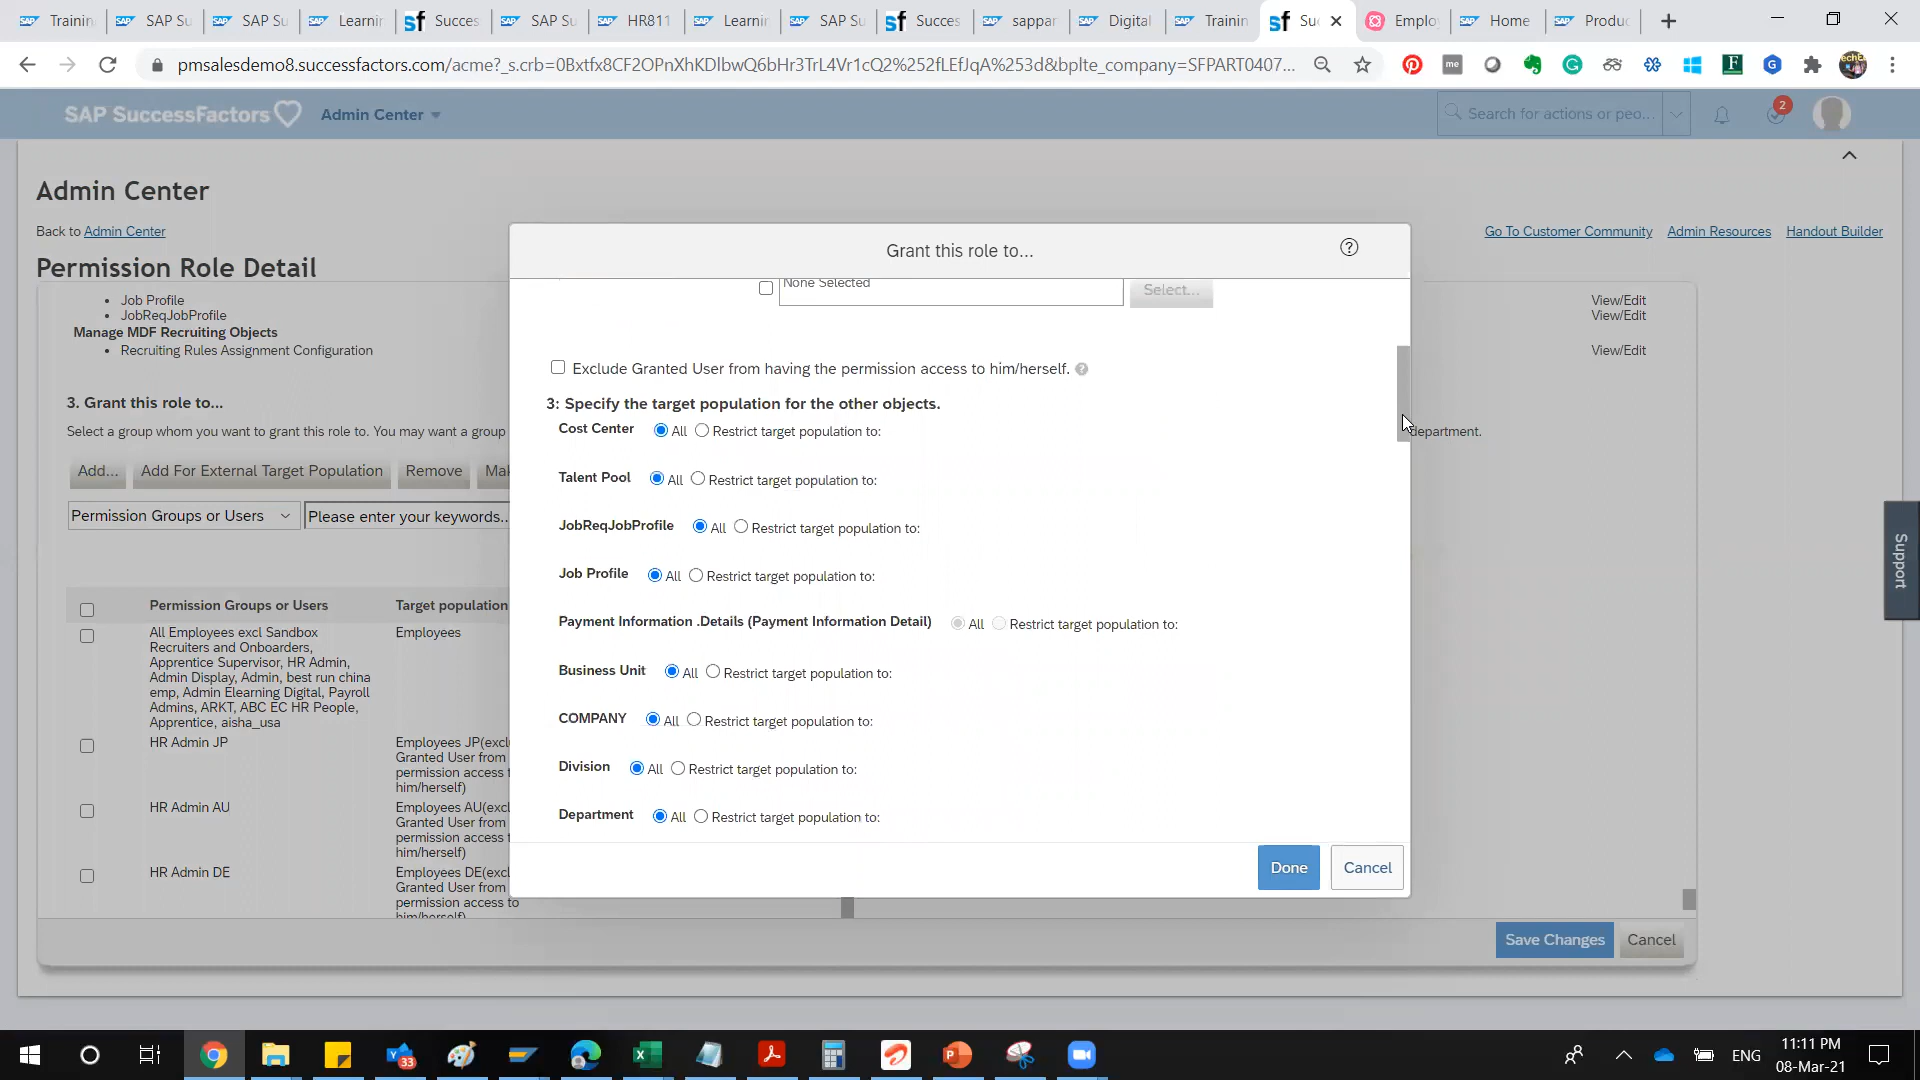 Training
SAP Su
SAP Su
Learnin
Succes
SAP Su
HR811
Learnin
SAP Su
Succes
sappar
Digital
Training
Suc
Emplo
Home
Produc
pmsalesdemo8.successfactors.com/acme?_s.crb=0Bxtfx8CF2OPnXhKDlbwQ6bHr3TrL4Vr1cQ2%252fLEfJqA%253d&bplte_company=SFPART0407...
SAP SuccessFactors
Admin Center
Search for actions or peo...
2
Admin Center
Back to Admin Center
Go To Customer Community
Admin Resources
Handout Builder
Permission Role Detail
Job Profile
View/Edit
JobReqJobProfile
View/Edit
Manage MDF Recruiting Objects
Recruiting Rules Assignment Configuration
View/Edit
3. Grant this role to...
Select a group whom you want to grant this role to. You may want a group
department.
Add...
Add For External Target Population
Remove
Mak
Permission Groups or Users
Please enter your keywords..
Permission Groups or Users
Target population
All Employees excl Sandbox
Recruiters and Onboarders,
Apprentice Supervisor, HR Admin,
Admin Display, Admin, best run china
emp, Admin Elearning Digital, Payroll
Admins, ARKT, ABC EC HR People,
Apprentice, aisha_usa
Employees
HR Admin JP
Employees JP(excl
Granted User from
permission access t
him/herself)
HR Admin AU
Employees AU(excl
Granted User from
permission access t
him/herself)
HR Admin DE
Employees DE(excl
Granted User from
permission access to
him/herself)
Save Changes
Cancel
Grant this role to...
None Selected
Select...
Exclude Granted User from having the permission access to him/herself.
3: Specify the target population for the other objects.
Cost Center All Restrict target population to:
Talent Pool All Restrict target population to:
JobReqJobProfile All Restrict target population to:
Job Profile All Restrict target population to:
Payment Information .Details (Payment Information Detail) All Restrict target population to:
Business Unit All Restrict target population to:
COMPANY All Restrict target population to:
Division All Restrict target population to:
Department All Restrict target population to:
Done
Cancel
Support
33
ENG
11:11 PM
08-Mar-21